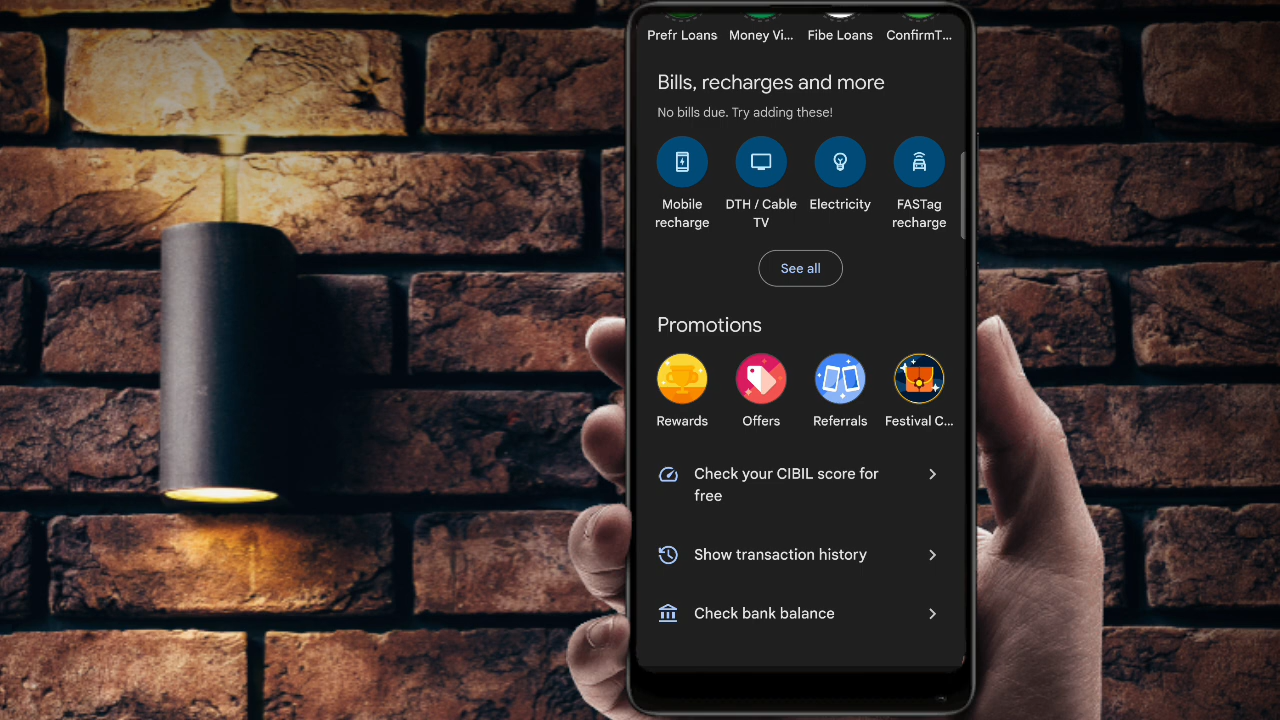 Prefr Loans Money Vi... Fibe Loans ConfirmT...
Bills, recharges and more
No bills due. Try adding these!
Mobile recharge
DTH / Cable TV
Electricity
FASTag recharge
See all
Promotions
Rewards Offers Referrals Festival C...
Check your CIBIL score for
free
Show transaction history
Check bank balance